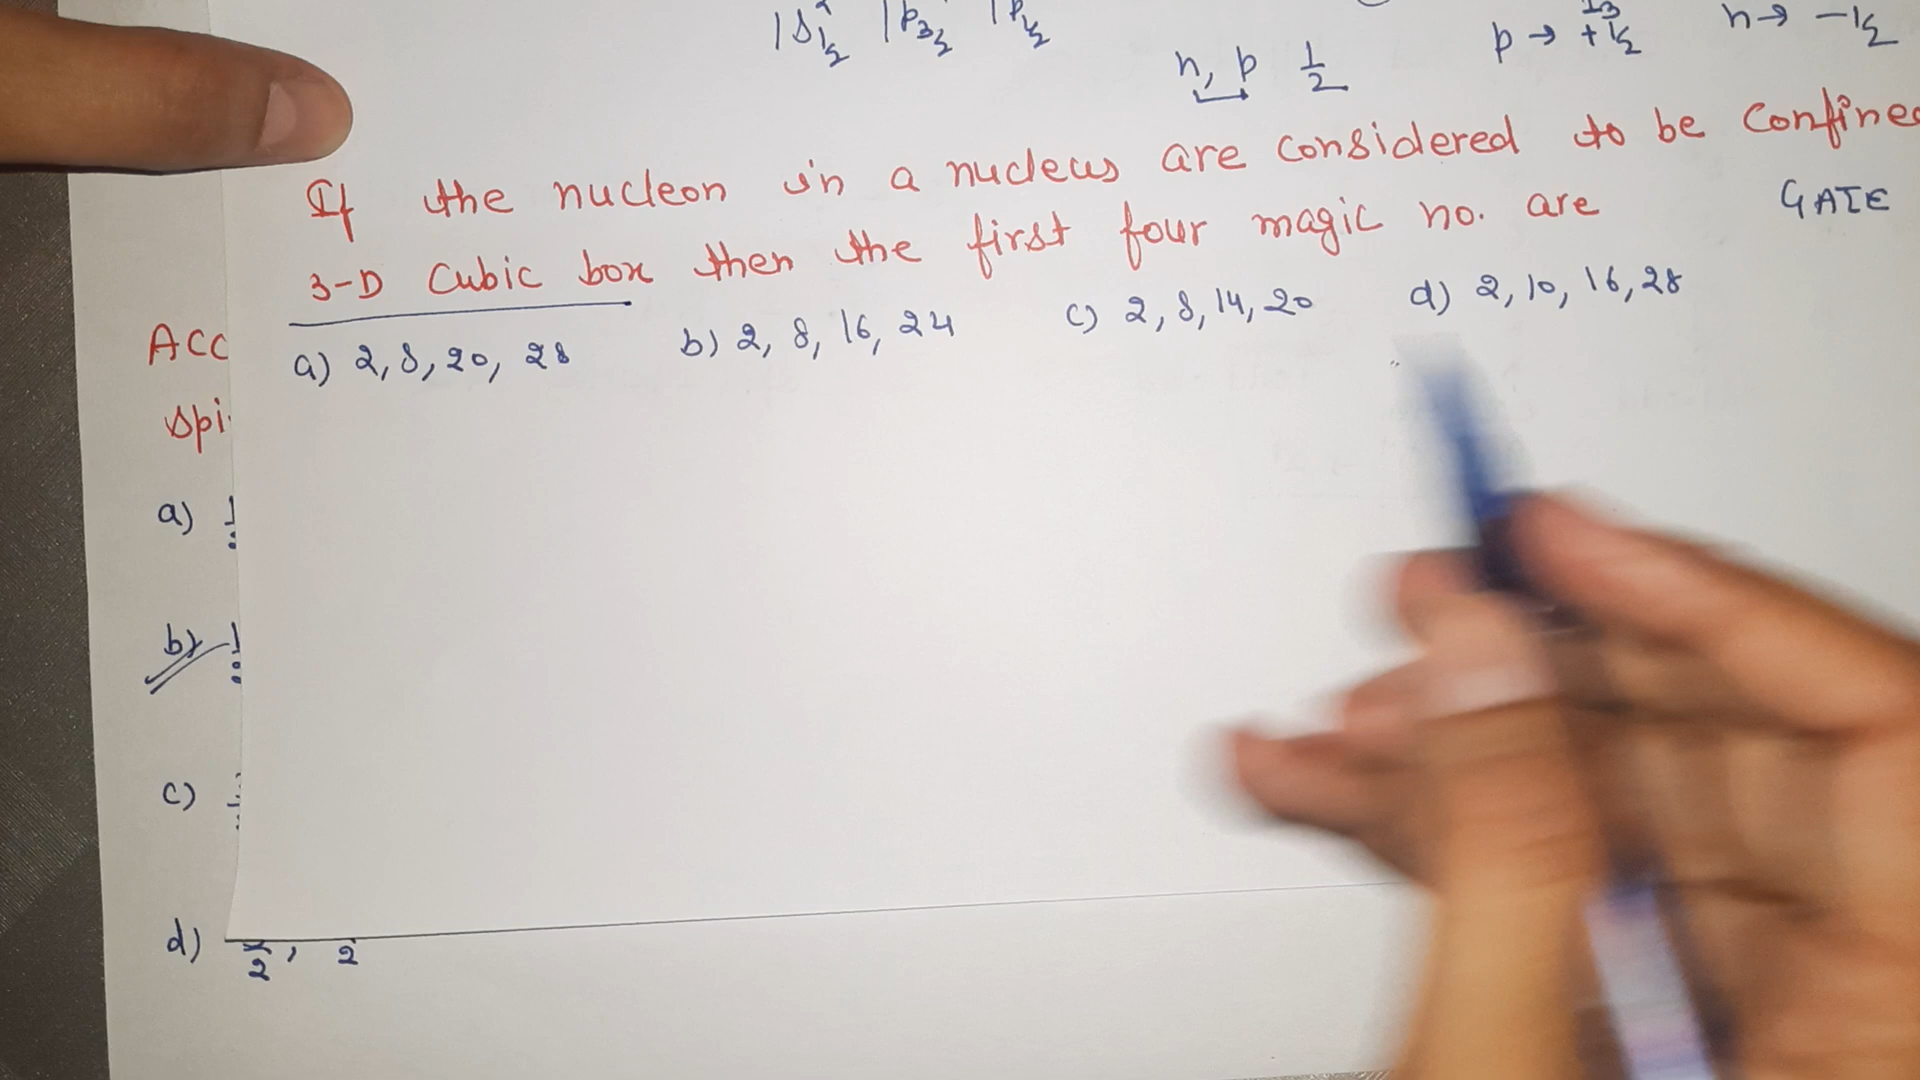 1s½ 1p3/2 1p½
n, p 1/2
p → +½ n → -½
If the nucleon in a nucleus are considered to be confined
3-D cubic box then the first four magic no. are GATE
a) 2, 8, 20, 28 b) 2, 8, 16, 24 c) 2, 8, 14, 20 d) 2, 10, 16, 28
Acc
spi
a)
b)
c)
d) 2, 2